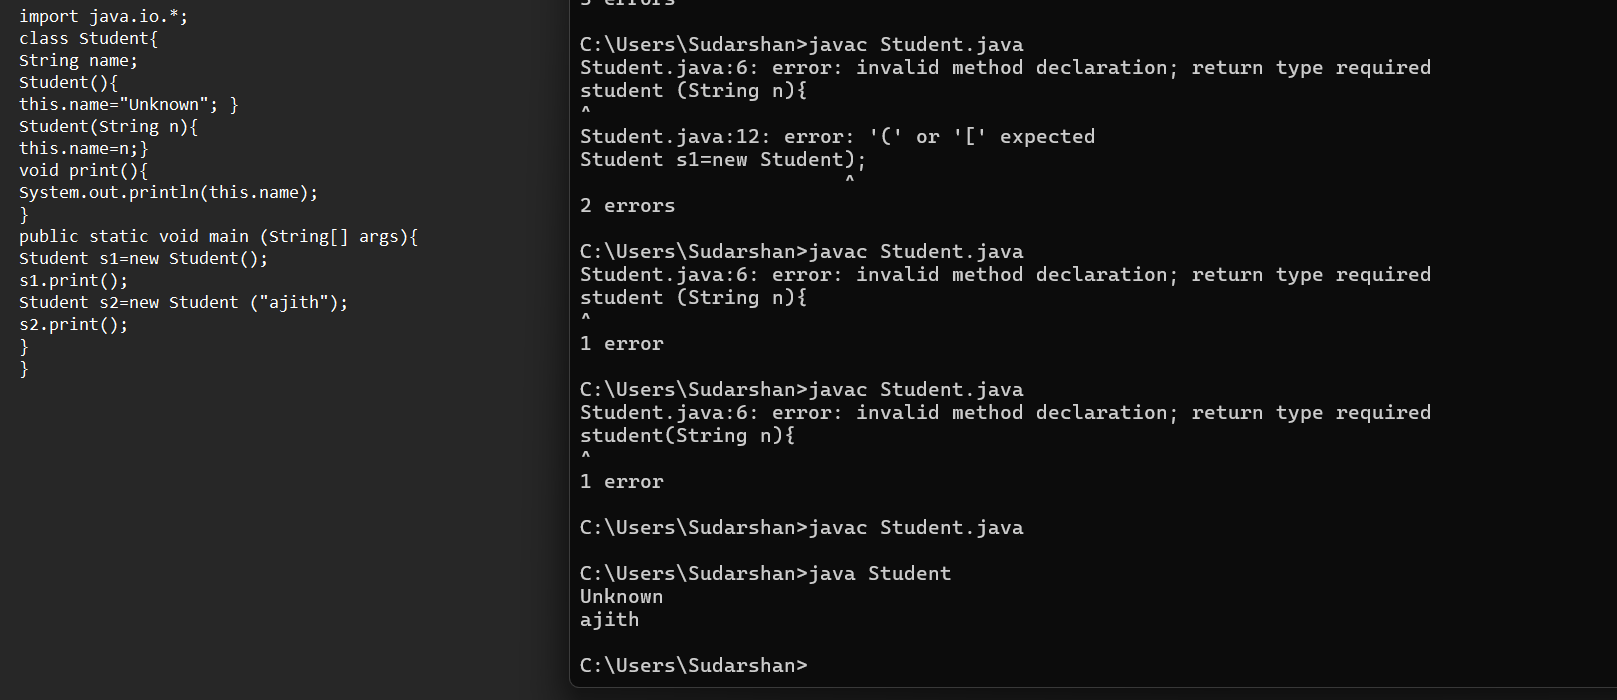 import java.io.*;
class Student{
String name;
Student(){
this.name="Unknown"; }
Student(String n){
this.name=n;}
void print(){
System.out.println(this.name);
}
public static void main (String[] args){
Student s1=new Student();
s1.print();
Student s2=new Student ("ajith");
s2.print();
}
}
errors
C:\Users\Sudarshan>javac Student.java
Student.java:6: error: invalid method declaration; return type required
student (String n){
^
Student.java:12: error: '(' or '[' expected
Student s1=new Student);
^
2 errors
C:\Users\Sudarshan>javac Student.java
Student.java:6: error: invalid method declaration; return type required
student (String n){
^
1 error
C:\Users\Sudarshan>javac Student.java
Student.java:6: error: invalid method declaration; return type required
student(String n){
^
1 error
C:\Users\Sudarshan>javac Student.java
C:\Users\Sudarshan>java Student
Unknown
ajith
C:\Users\Sudarshan>